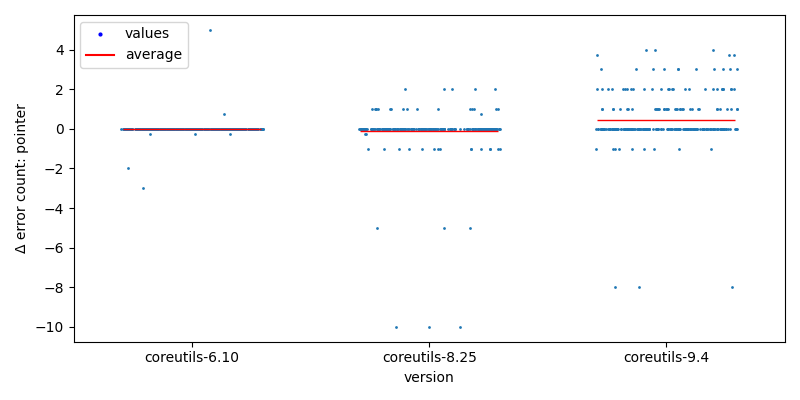 values
average
4
2
0
−2
−4
−6
−8
−10
Δ error count: pointer
coreutils-6.10
coreutils-8.25
coreutils-9.4
version